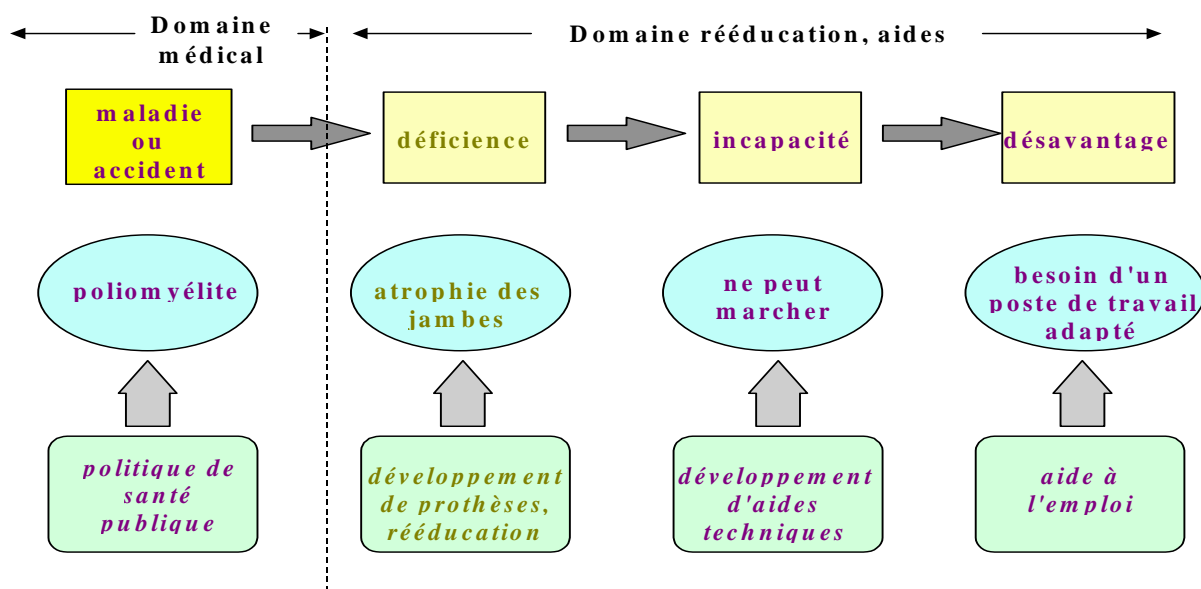 Domaine
médical
Domaine rééducation, aides
maladie
ou
accident
déficience
incapacité
désavantage
poliomyélite
atrophie des
jambes
ne peut
marcher
besoin d'un
poste de travail
adapté
politique de
santé
publique
développement
de prothèses,
rééducation
développement
d'aides
techniques
aide à
l'emploi